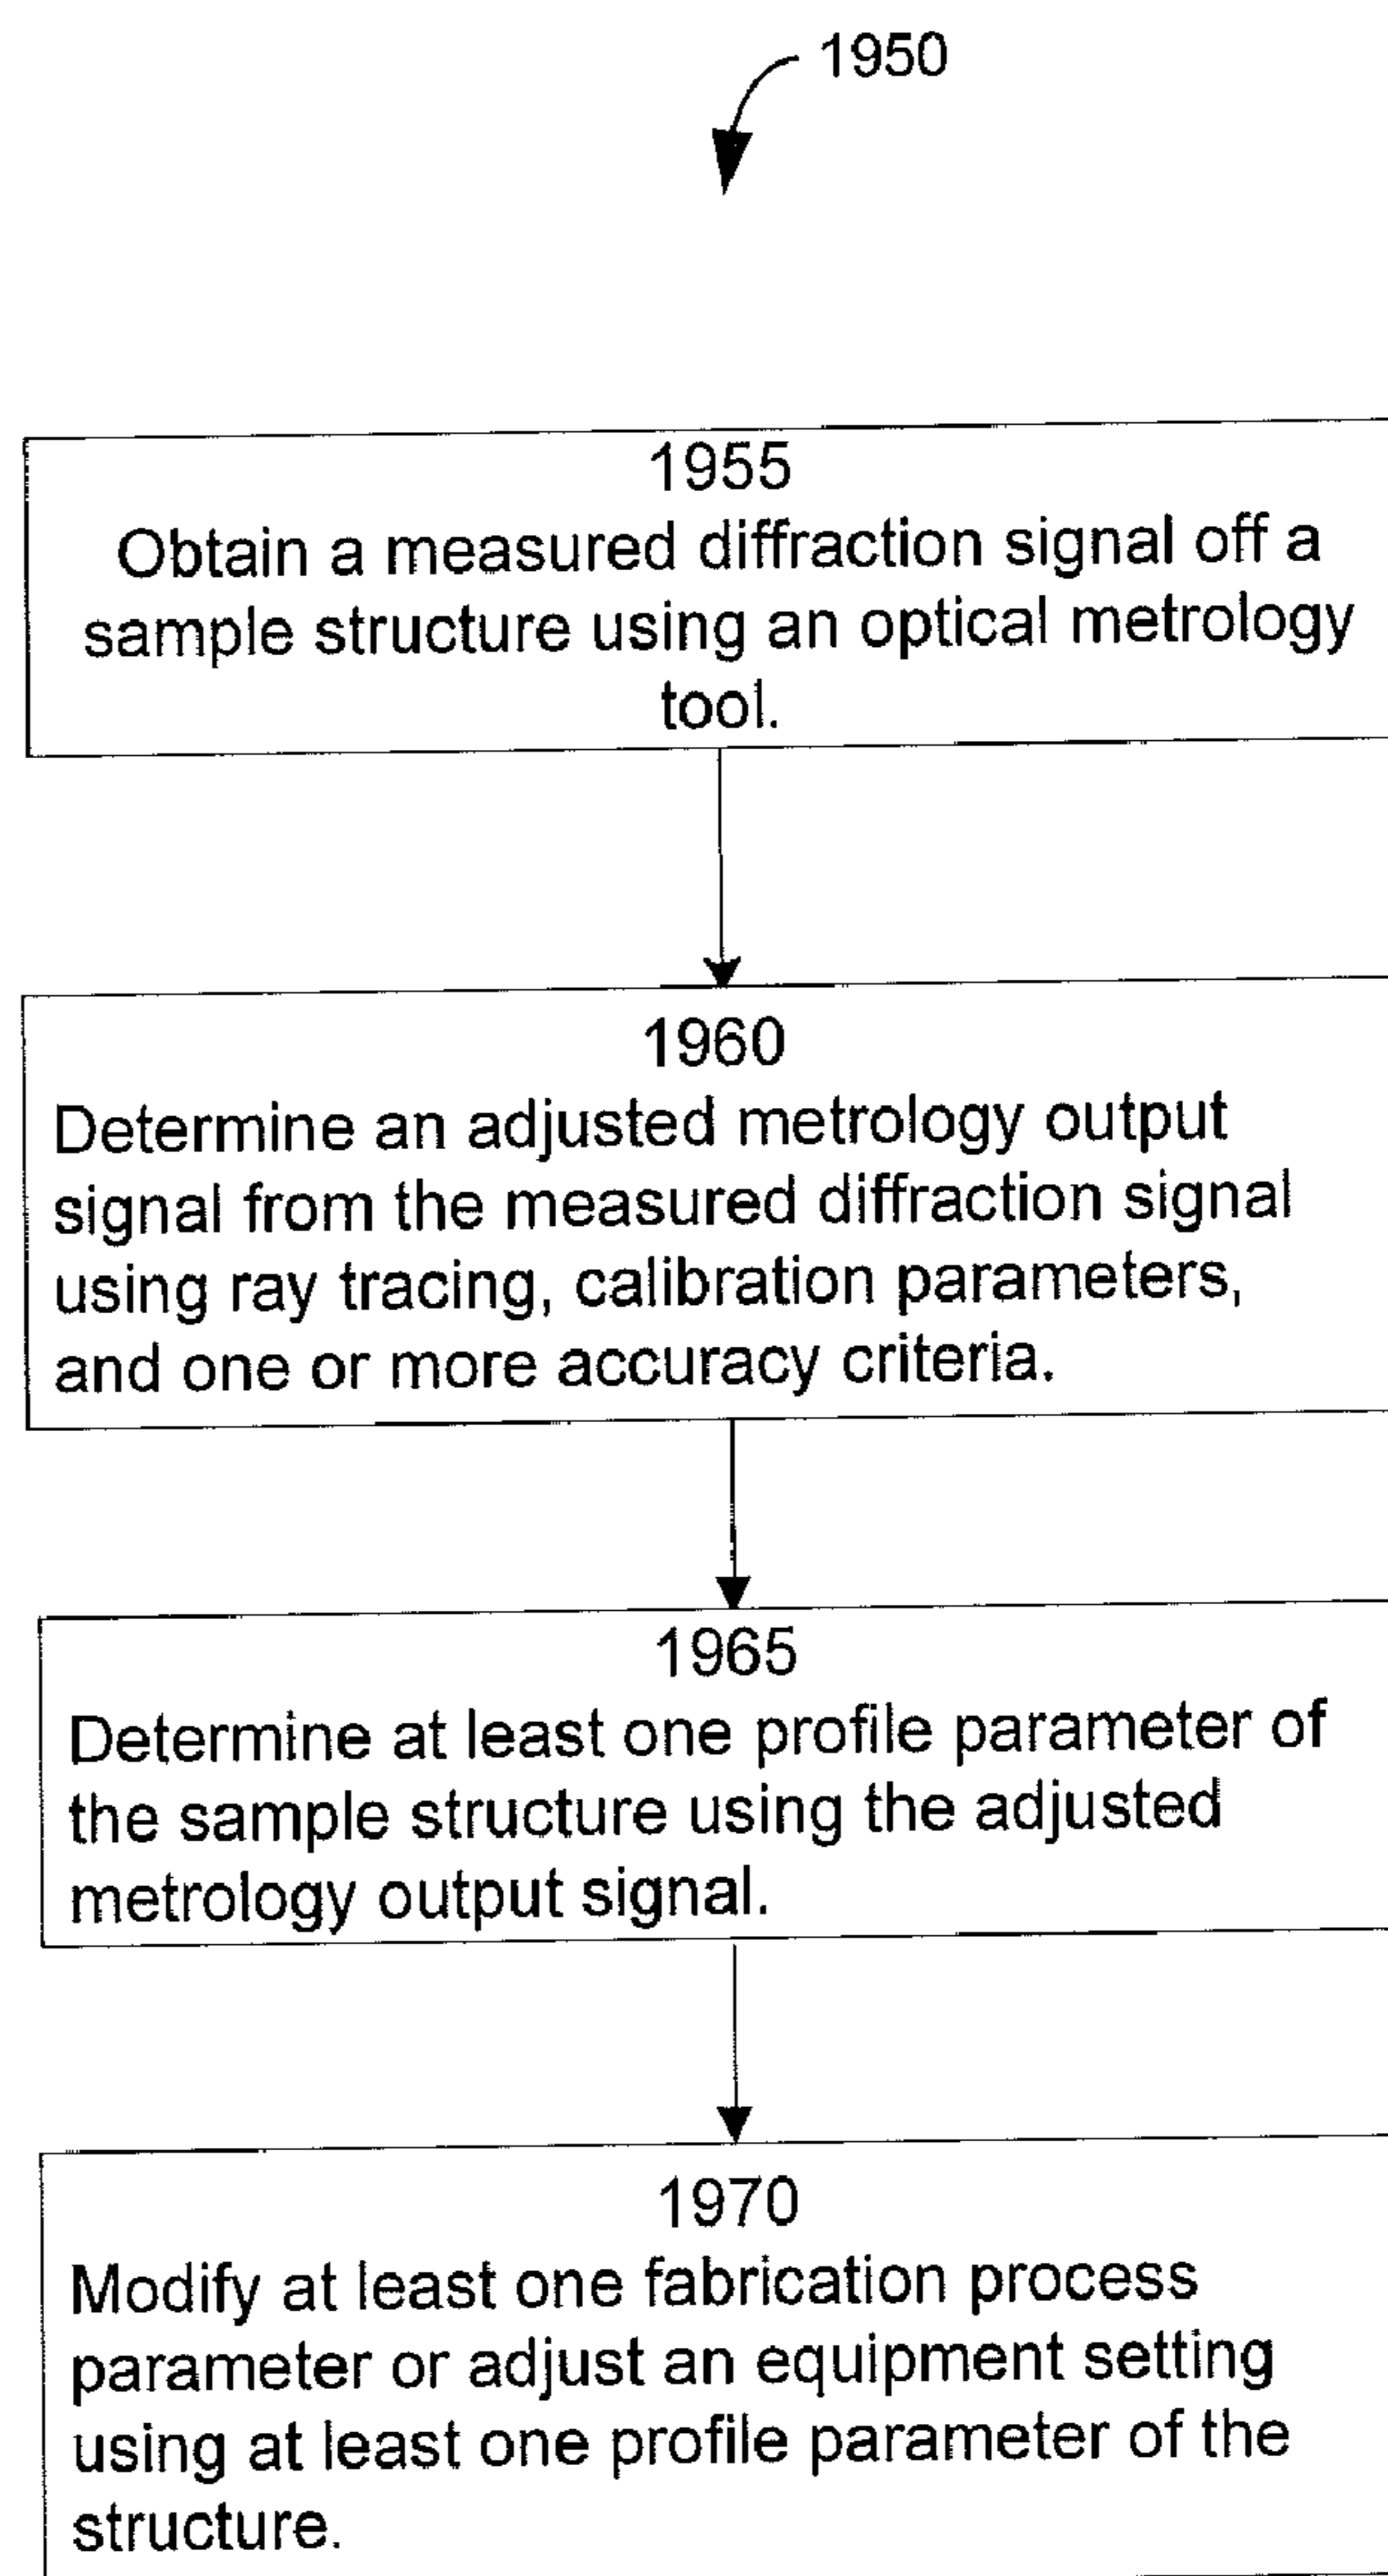 1950
1955
Obtain a measured diffraction signal off a
sample structure using an optical metrology
tool.
1960
Determine an adjusted metrology output
signal from the measured diffraction signal
using ray tracing, calibration parameters,
and one or more accuracy criteria.
1965
Determine at least one profile parameter of
the sample structure using the adjusted
metrology output signal.
1970
Modify at least one fabrication process
parameter or adjust an equipment setting
using at least one profile parameter of the
structure.